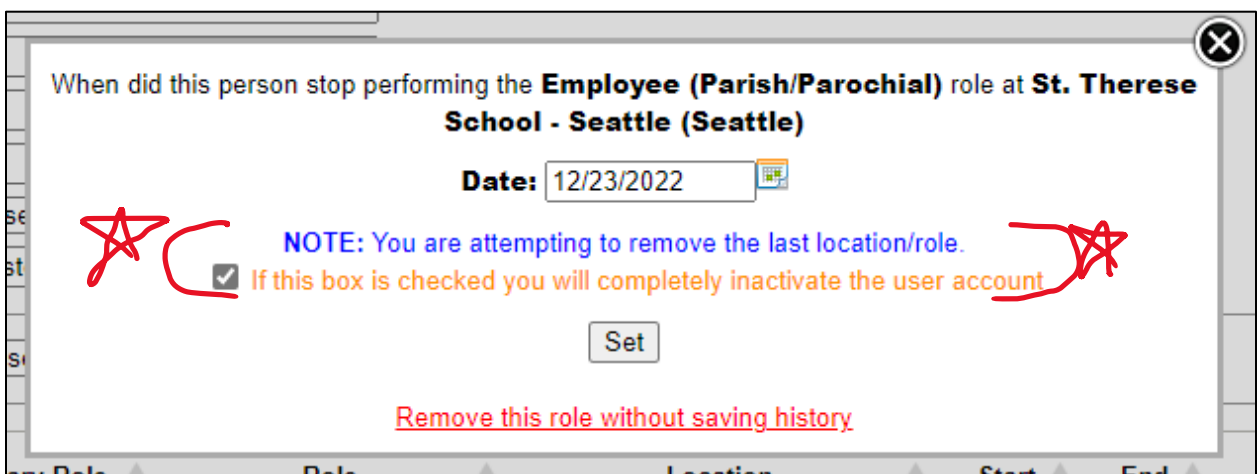 When did this person stop performing the Employee (Parish/Parochial) role at St. Therese
School - Seattle (Seattle)
Date: 12/23/2022
NOTE: You are attempting to remove the last location/role.
If this box is checked you will completely inactivate the user account
Set
Remove this role without saving history
Role Role Location Start End